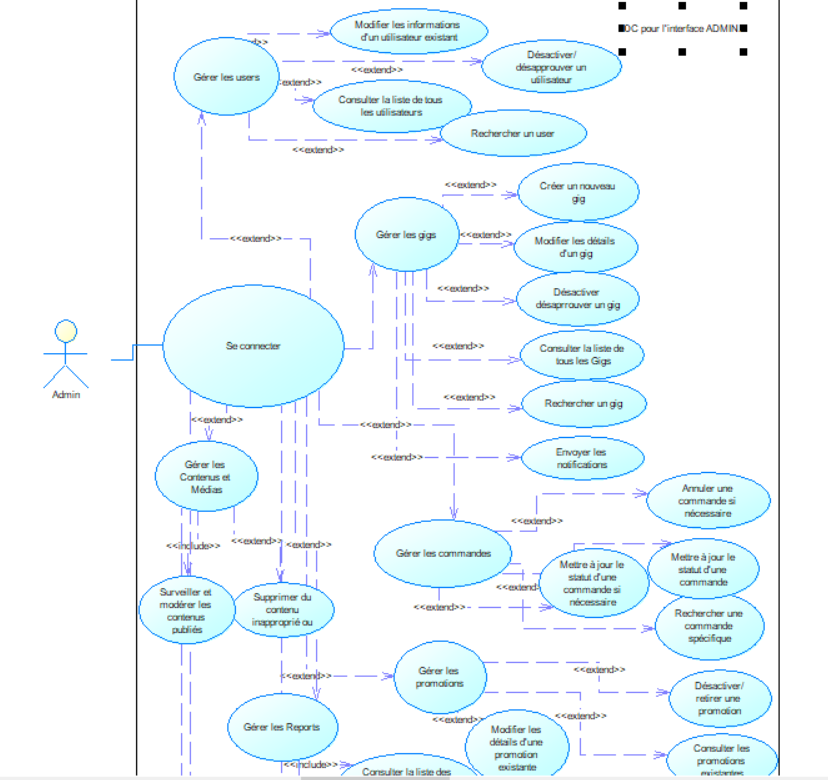 Modifier les informations
d'un utilisateur existant
DC pour l'interface ADMIN
Gérer les users
<<extend>>
Désactiver/
désapprouver un
utilisateur
extend>>
Consulter la liste de tous
les utilisateurs
Rechercher un user
<<extend>>
<<extend>>
Créer un nouveau
gig
Gérer les gigs
<<extend>>
<<extend>>
Modifier les détails
d'un gig
<<extend>>
Désactiver
désaprrouver un gig
Se connecter
<<extend>>
Consulter la liste de
tous les Gigs
Admin
<<extend>>
Rechercher un gig
<<extend>>
<<extend>>
<<extend>>
Envoyer les
notifications
Gérer les
Contenus et
Médias
Annuler une
commande si
nécessaire
<<extend>>
<<include>>
<<extend>>
<<extend>>
Gérer les commandes
Mettre à jour le
statut d'une
commande si
nécessaire
Mettre à jour le
statut d'une
commande
<<extend
<<extend>>
Surveiller et
modérer les
contenus
publiés
Supprimer du
contenu
inapproprié ou
Rechercher une
commande
spécifique
<<extend>>
Gérer les
promotions
<<extend>>
Désactiver/
retirer une
promotion
<<extend>>
<<extend>>
Gérer les Reports
Modifier les
détails d'une
promotion
existante
Consulter les
promotions
existantes
<<include>>
Consulter la liste des